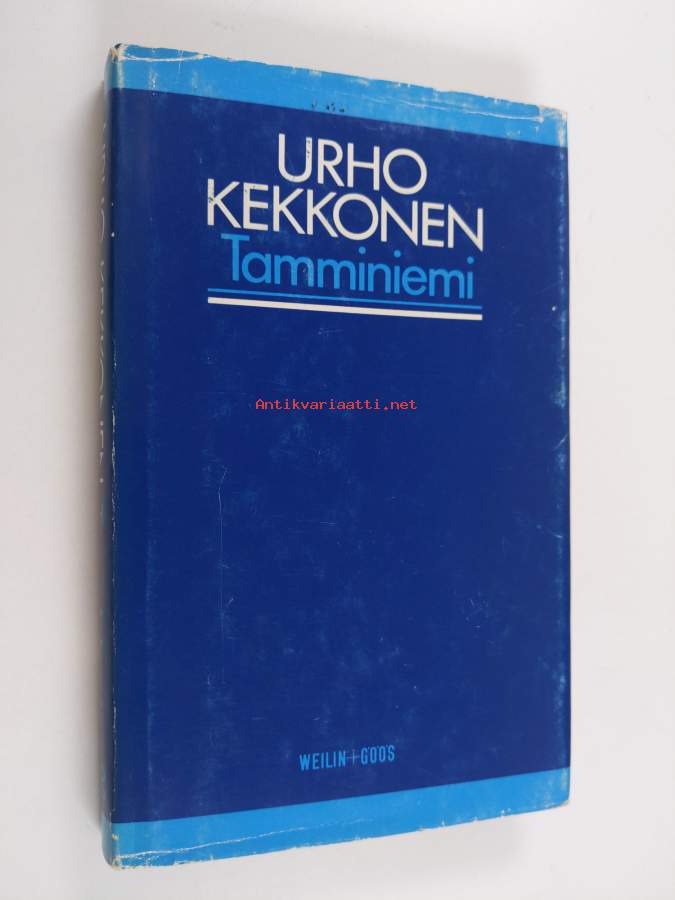 URHO
KEKKONEN
Tamminiemi
Antikvariaatti.net
WEILIN+GÖÖS